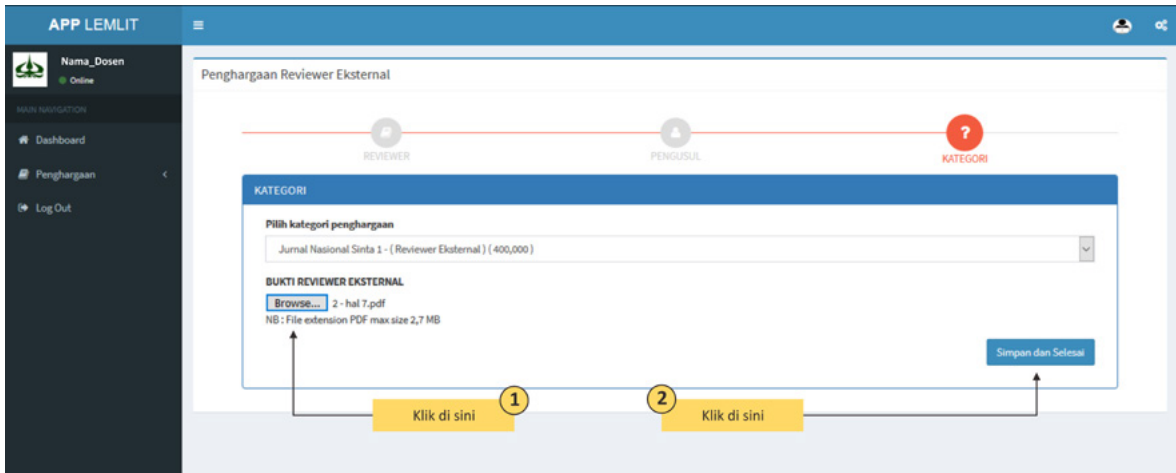 APP LEMLIT
Nama_Dosen
Online
MAIN NAVIGATION
Dashboard
Penghargaan
Log Out
Penghargaan Reviewer Eksternal
REVIEWER
PENGUSUL
?
KATEGORI
KATEGORI
Pilih kategori penghargaan
Jurnal Nasional Sinta 1 - ( Reviewer Eksternal ) ( 400,000 )
BUKTI REVIEWER EKSTERNAL
Browse... 2 - hal 7.pdf
NB : File extension PDF max size 2,7 MB
Simpan dan Selesai
1
Klik di sini
2
Klik di sini